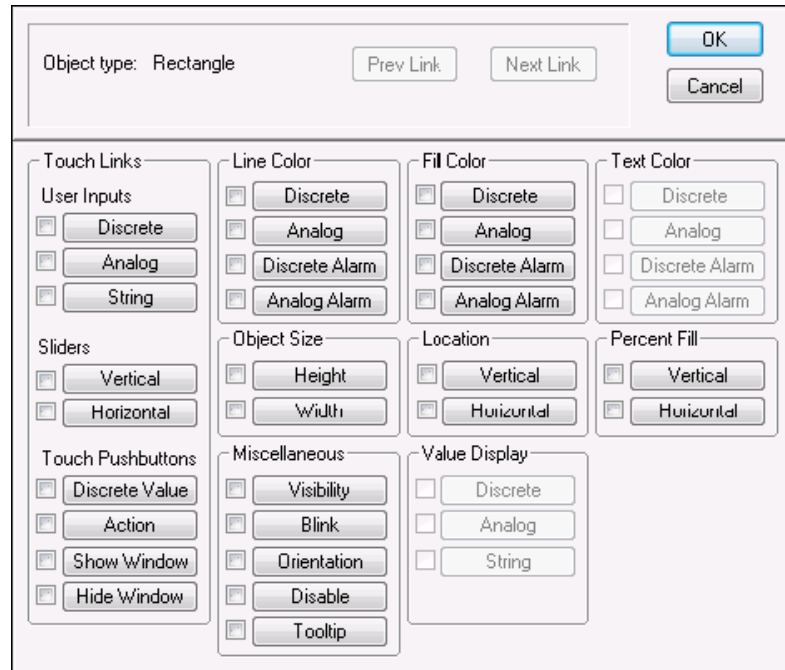 Object type: Rectangle
Prev Link
Next Link
OK
Cancel
Touch Links
User Inputs
Discrete
Analog
String
Sliders
Vertical
Horizontal
Touch Pushbuttons
Discrete Value
Action
Show Window
Hide Window
Line Color
Discrete
Analog
Discrete Alarm
Analog Alarm
Object Size
Height
Width
Miscellaneous
Visibility
Blink
Orientation
Disable
Tooltip
Fill Color
Discrete
Analog
Discrete Alarm
Analog Alarm
Location
Vertical
Horizontal
Value Display
Discrete
Analog
String
Text Color
Discrete
Analog
Discrete Alarm
Analog Alarm
Percent Fill
Vertical
Horizontal